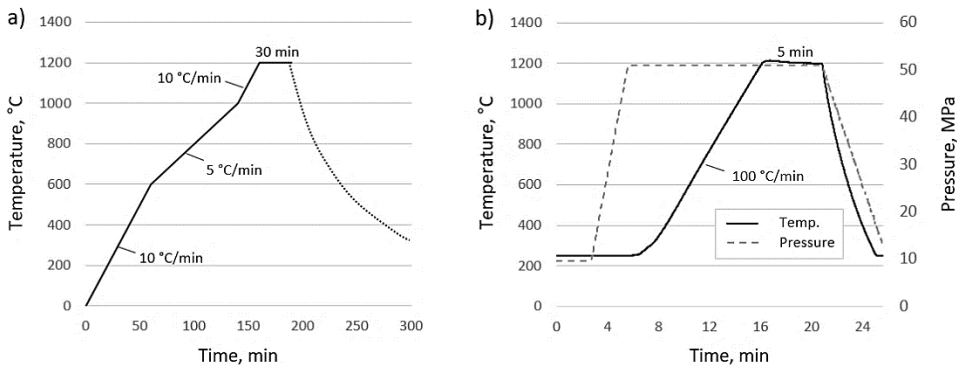 a)
1400
1200
1000
800
600
400
200
0
Temperature, °C
10 °C/min
5 °C/min
10 °C/min
30 min
0 50 100 150 200 250 300
Time, min
b)
1400
1200
1000
800
600
400
200
0
Temperature, °C
5 min
100 °C/min
Temp.
Pressure
60
50
40
30
20
10
0
Pressure, MPa
0 4 8 12 16 20 24
Time, min